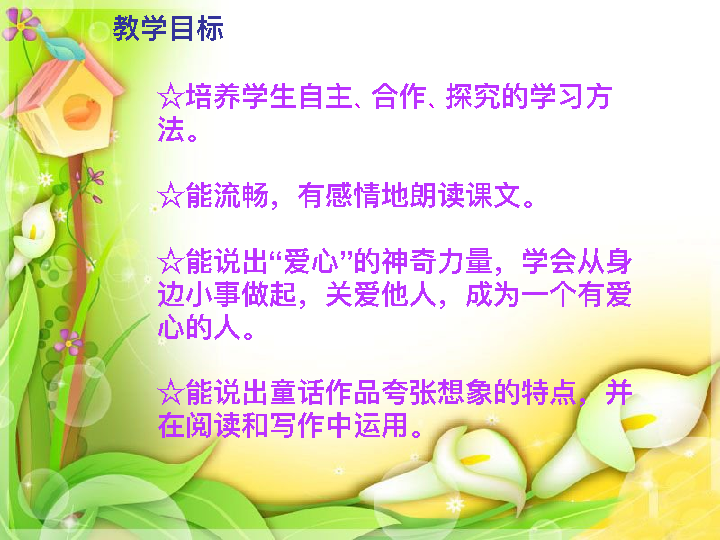 教学目标
☆培养学生自主、合作、探究的学习方
法。
☆能流畅，有感情地朗读课文。
☆能说出“爱心”的神奇力量，学会从身
边小事做起，关爱他人，成为一个有爱
心的人。
☆能说出童话作品夸张想象的特点，并
在阅读和写作中运用。